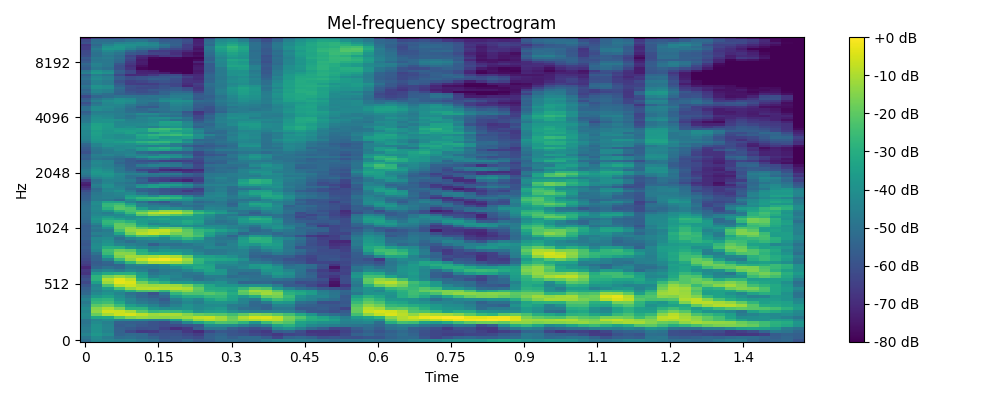 Mel-frequency spectrogram
Hz
8192
4096
2048
1024
512
0
0 0.15 0.3 0.45 0.6 0.75 0.9 1.1 1.2 1.4
Time
+0 dB
-10 dB
-20 dB
-30 dB
-40 dB
-50 dB
-60 dB
-70 dB
-80 dB